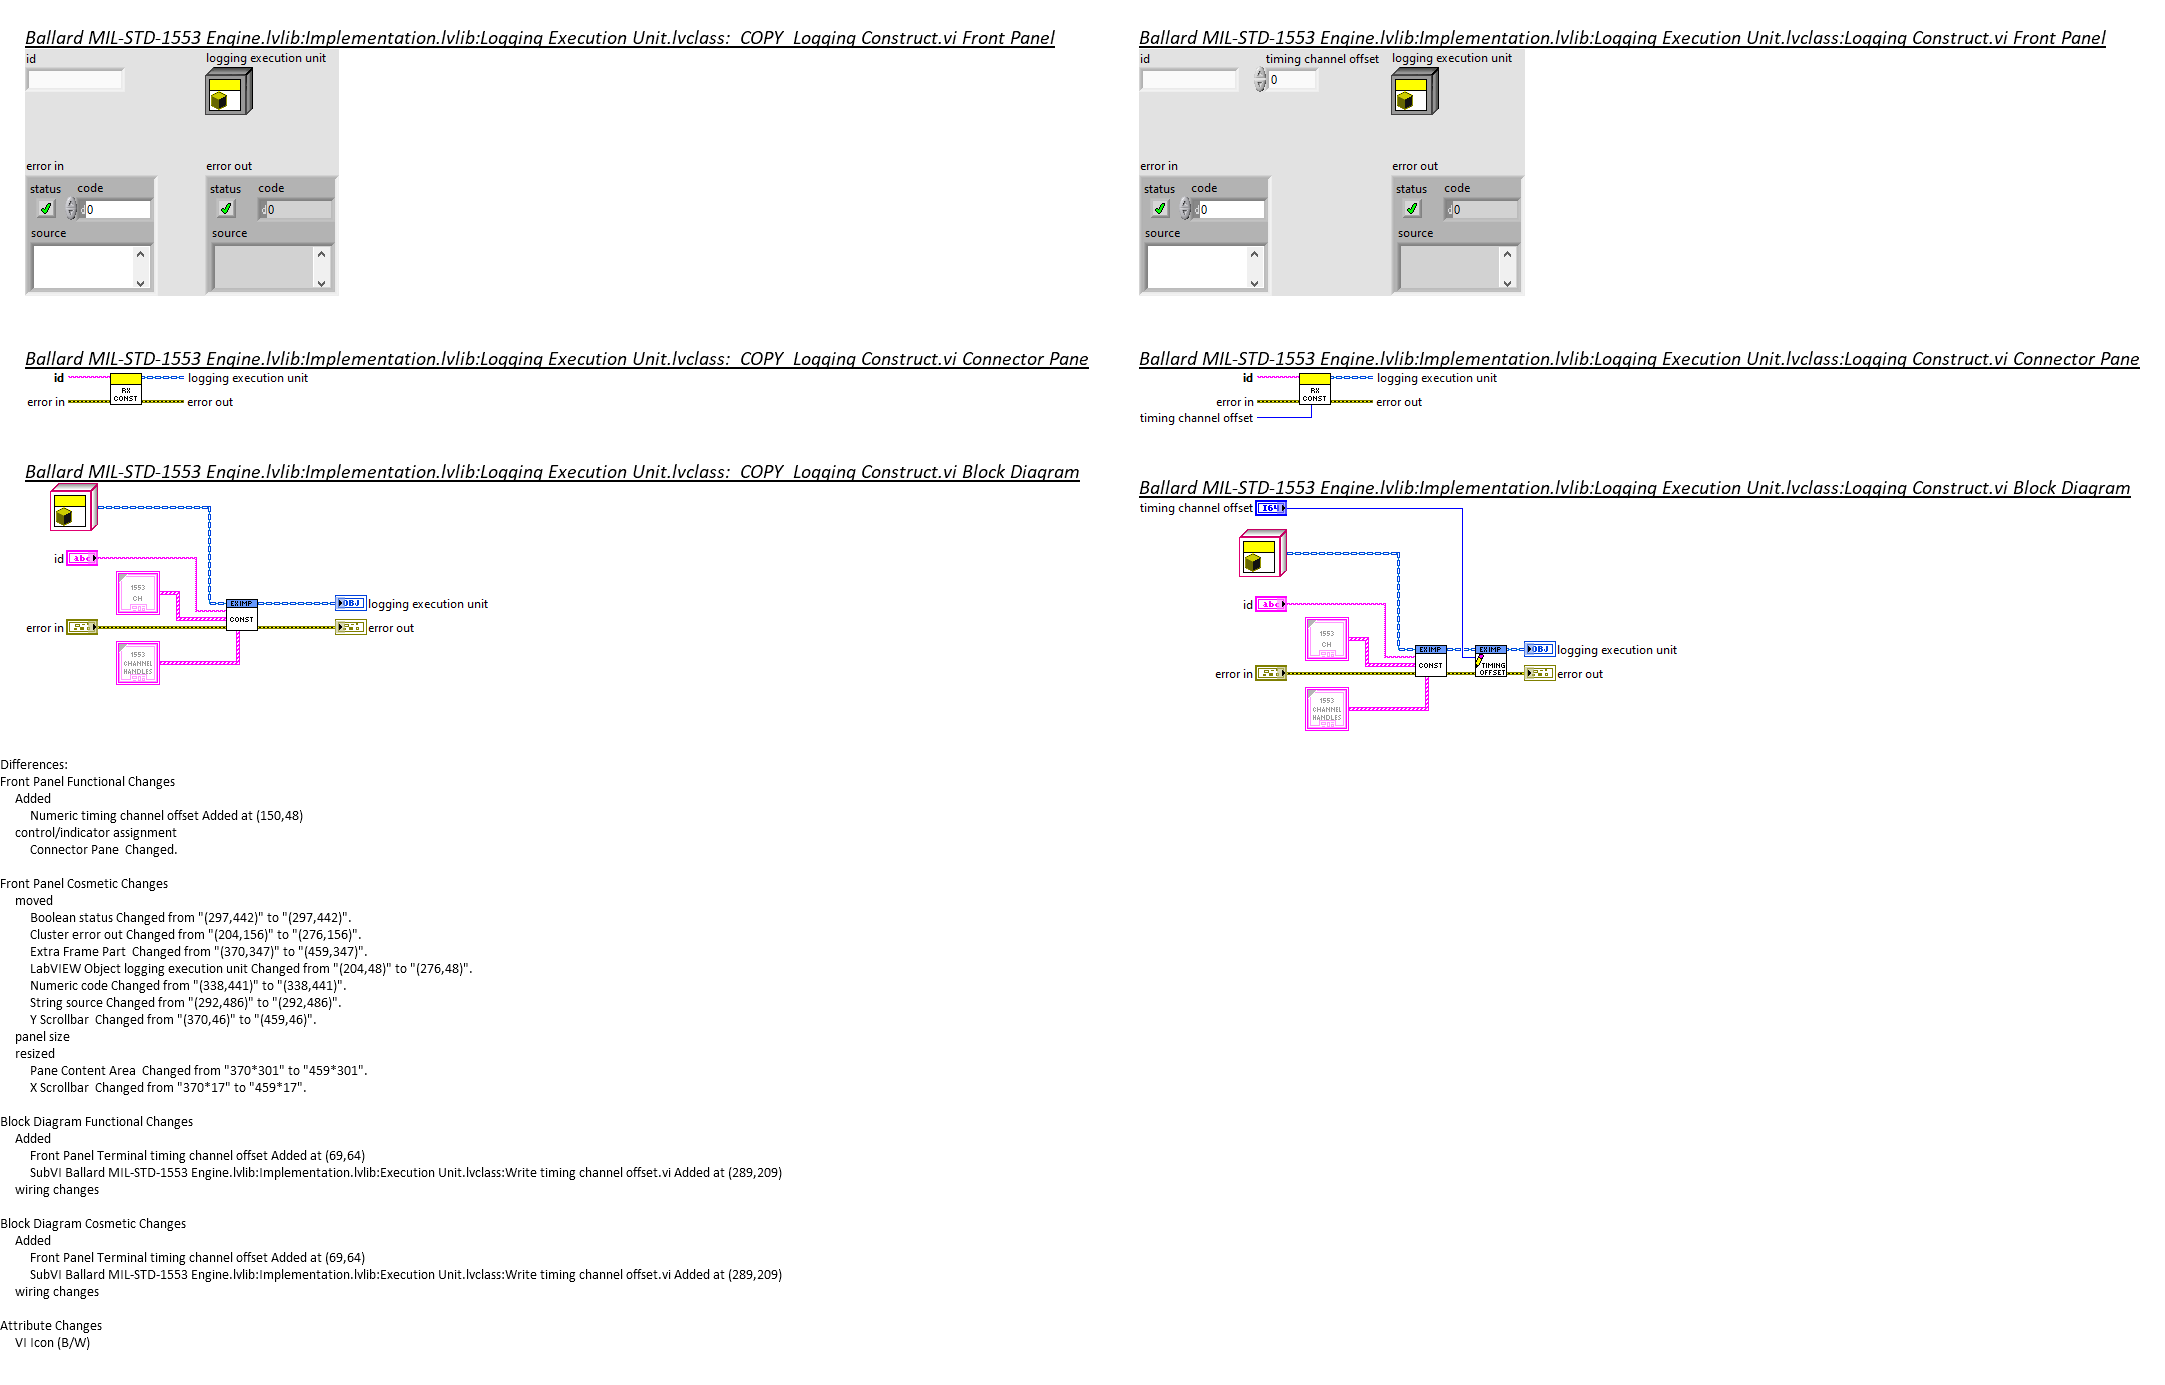 Ballard MIL-STD-1553 Engine.lvlib:Implementation.lvlib:Logging Execution Unit.lvclass:_COPY_Logging Construct.vi Front Panel
id
logging execution unit
error in
error out
status code
0
status code
0
source
source
Ballard MIL-STD-1553 Engine.lvlib:Implementation.lvlib:Logging Execution Unit.lvclass:_COPY_Logging Construct.vi Connector Pane
id
logging execution unit
RX
CONST
error in
error out
Ballard MIL-STD-1553 Engine.lvlib:Implementation.lvlib:Logging Execution Unit.lvclass:_COPY_Logging Construct.vi Block Diagram
id
abc
1553
CH
EXIMP
CONST
OBJ
logging execution unit
error in
error out
1553
CHANNEL
HANDLES
Ballard MIL-STD-1553 Engine.lvlib:Implementation.lvlib:Logging Execution Unit.lvclass:Logging Construct.vi Front Panel
id
timing channel offset
logging execution unit
0
error in
error out
status code
0
status code
0
source
source
Ballard MIL-STD-1553 Engine.lvlib:Implementation.lvlib:Logging Execution Unit.lvclass:Logging Construct.vi Connector Pane
id
logging execution unit
RX
CONST
error in
error out
timing channel offset
Ballard MIL-STD-1553 Engine.lvlib:Implementation.lvlib:Logging Execution Unit.lvclass:Logging Construct.vi Block Diagram
timing channel offset
I64
id
abc
1553
CH
EXIMP
CONST
EXIMP
TIMING
OFFSET
OBJ
logging execution unit
error in
error out
1553
CHANNEL
HANDLES
Differences:
Front Panel Functional Changes
Added
Numeric timing channel offset Added at (150,48)
control/indicator assignment
Connector Pane  Changed.
Front Panel Cosmetic Changes
moved
Boolean status Changed from "(297,442)" to "(297,442)".
Cluster error out Changed from "(204,156)" to "(276,156)".
Extra Frame Part  Changed from "(370,347)" to "(459,347)".
LabVIEW Object logging execution unit Changed from "(204,48)" to "(276,48)".
Numeric code Changed from "(338,441)" to "(338,441)".
String source Changed from "(292,486)" to "(292,486)".
Y Scrollbar  Changed from "(370,46)" to "(459,46)".
panel size
resized
Pane Content Area  Changed from "370*301" to "459*301".
X Scrollbar  Changed from "370*17" to "459*17".
Block Diagram Functional Changes
Added
Front Panel Terminal timing channel offset Added at (69,64)
SubVI Ballard MIL-STD-1553 Engine.lvlib:Implementation.lvlib:Execution Unit.lvclass:Write timing channel offset.vi Added at (289,209)
wiring changes
Block Diagram Cosmetic Changes
Added
Front Panel Terminal timing channel offset Added at (69,64)
SubVI Ballard MIL-STD-1553 Engine.lvlib:Implementation.lvlib:Execution Unit.lvclass:Write timing channel offset.vi Added at (289,209)
wiring changes
Attribute Changes
VI Icon (B/W)